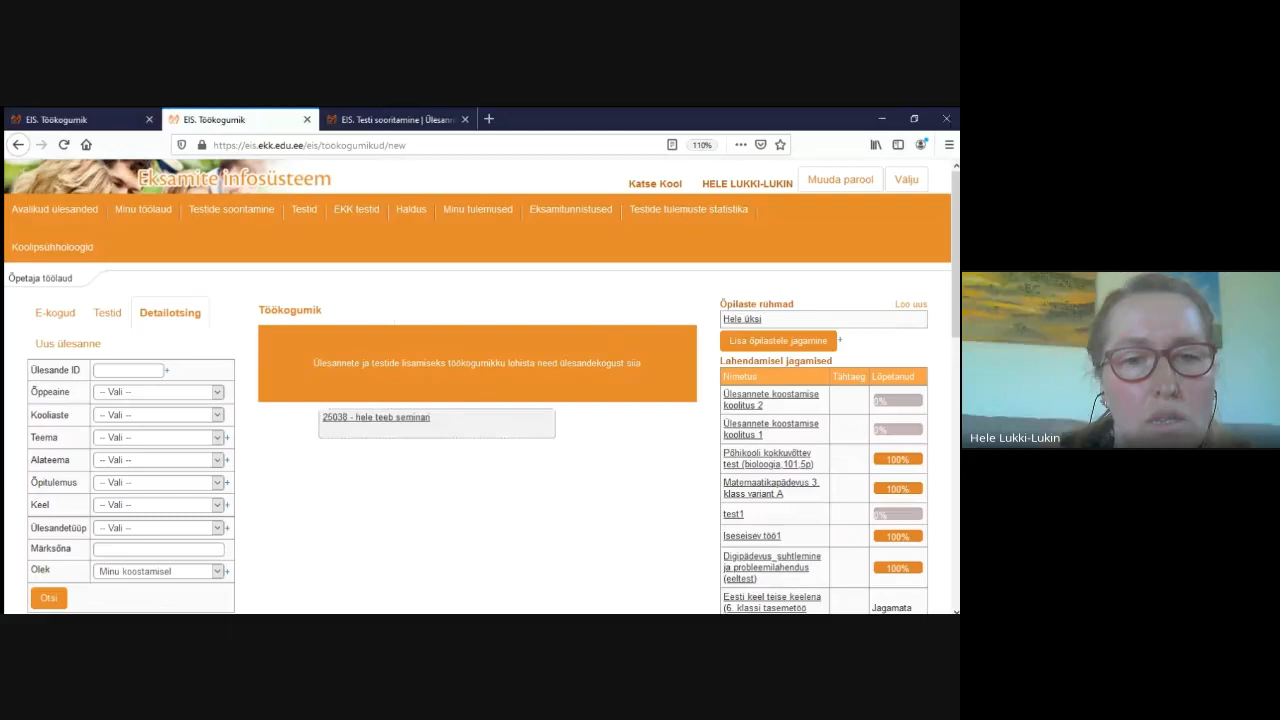 EIS. Töökogumik
EIS. Töökogumik
EIS. Testi sooritamine | Ülesann
https://eis.ekk.edu.ee/eis/tookogumikud/new
110%
Eksamite infosüsteem
Katse Kool
HELE LUKKI-LUKIN
Muuda parool
Välju
Avalikud ülesanded
Minu töölaud
Testide sooritamine
Testid
EKK testid
Haldus
Minu tulemused
Eksamitunnistused
Testide tulemuste statistika
Koolipsühholoogid
Õpetaja töölaud
E-kogud
Testid
Detailotsing
Uus ülesanne
Ülesande ID
+
Õppeaine
-- Vali --
Kooliaste
-- Vali --
Teema
-- Vali --
+
Alateema
-- Vali --
+
Õpitulemus
-- Vali --
+
Keel
-- Vali --
+
Ülesandetüüp
-- Vali --
+
Märksõna
Olek
Minu koostamisel
+
Otsi
Töökogumik
Ülesannete ja testide lisamiseks töökogumikku lohista need ülesandekogust siia
25038 - hele teeb seminari
Õpilaste rühmad
Loo uus
Hele üksi
Lisa õpilastele jagamine
+
Lahendamisel jagamised
Nimetus
Tähtaeg
Lõpetanud
Ülesannete koostamise
koolitus 2
0%
Ülesannete koostamise
koolitus 1
0%
Põhikooli kokkuvõttev
test (bioloogia,101,5p)
100%
Matemaatikapädevus 3.
klass variant A
100%
test1
0%
Iseseisev töö1
100%
Digipädevus_suhtlemine
ja probleemilahendus
(eeltest)
100%
Eesti keel teise keelena
(6. klassi tasemetöö
Jagamata
Hele Lukki-Lukin